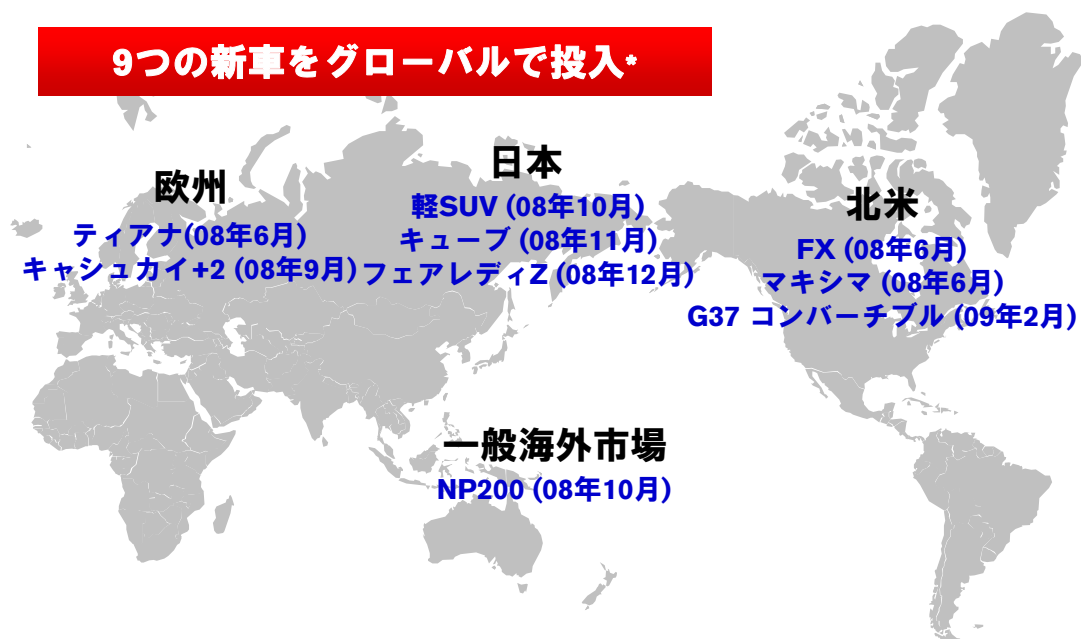 9つの新車をグローバルで投入*
欧州
ティアナ(08年6月)
キャシュカイ+2 (08年9月)
日本
軽SUV (08年10月)
キューブ (08年11月)
フェアレディZ (08年12月)
北米
FX (08年6月)
マキシマ (08年6月)
G37 コンバーチブル (09年2月)
一般海外市場
NP200 (08年10月)